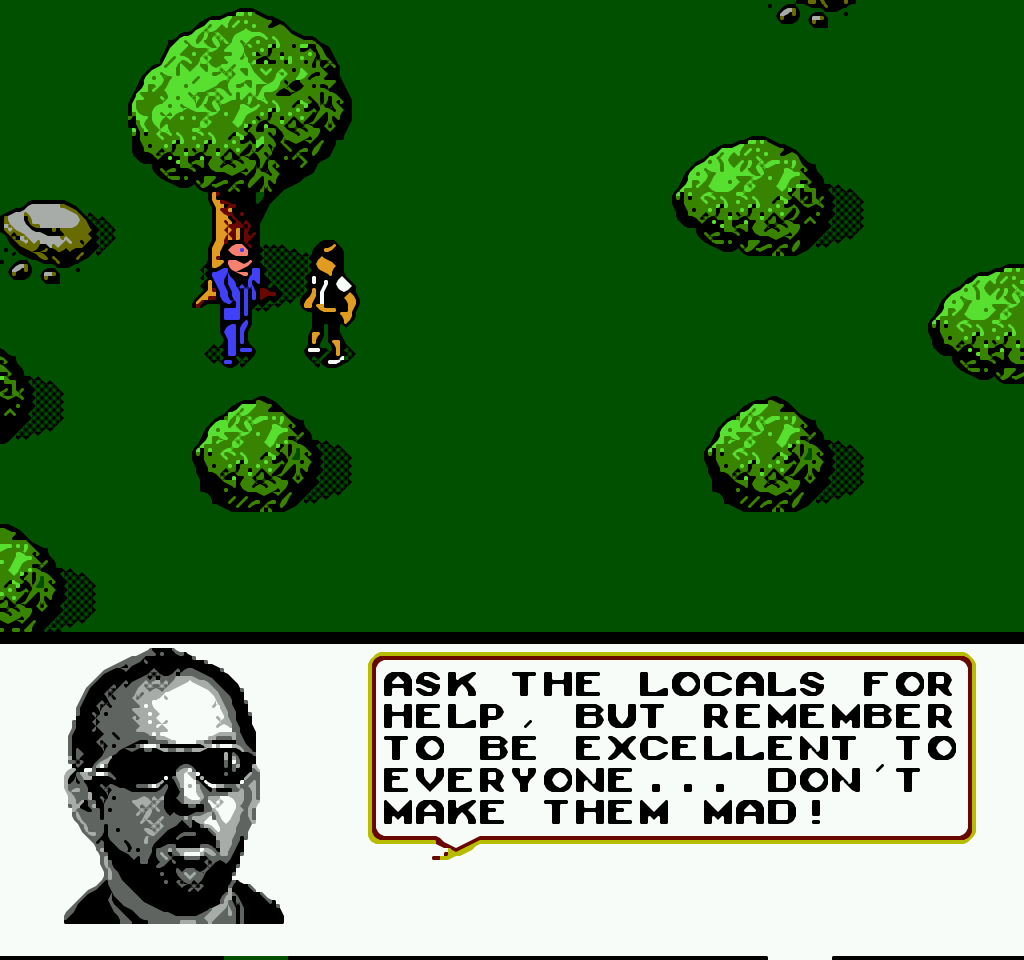 ASK THE LOCALS FOR
HELP, BUT REMEMBER
TO BE EXCELLENT TO
EVERYONE... DON'T
MAKE THEM MAD!